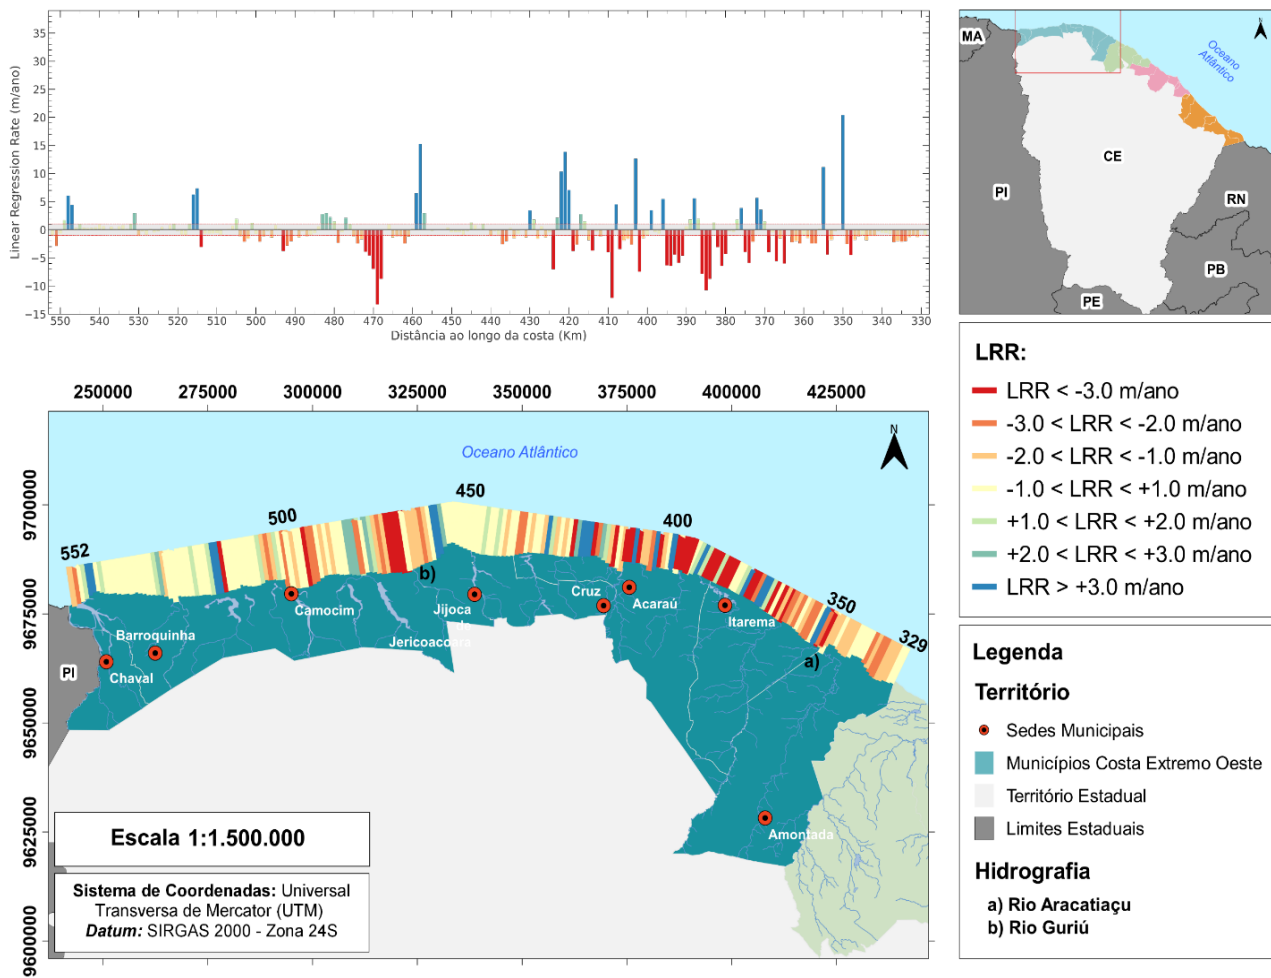 35
30
25
20
15
10
5
0
−5
−10
−15
Linear Regression Rate (m/ano)
550 540 530 520 510 500 490 480 470 460 450 440 430 420 410 400 390 380 370 360 350 340 330
Distância ao longo da costa (Km)
MA
N
Oceano
Atlântico
CE
PI
RN
PB
PE
LRR:
LRR < -3.0 m/ano
-3.0 < LRR < -2.0 m/ano
-2.0 < LRR < -1.0 m/ano
-1.0 < LRR < +1.0 m/ano
+1.0 < LRR < +2.0 m/ano
+2.0 < LRR < +3.0 m/ano
LRR > +3.0 m/ano
250000 275000 300000 325000 350000 375000 400000 425000
9700000
9675000
9650000
9625000
9600000
Oceano Atlântico
N
552
500
450
400
350
329
b)
a)
Barroquinha
Chaval
Camocim
Jijoca
de
Jericoacoara
Cruz
Acaraú
Itarema
Amontada
PI
Escala 1:1.500.000
Sistema de Coordenadas: Universal
Transversa de Mercator (UTM)
Datum: SIRGAS 2000 - Zona 24S
Legenda
Território
Sedes Municipais
Municípios Costa Extremo Oeste
Território Estadual
Limites Estaduais
Hidrografia
a) Rio Aracatiaçu
b) Rio Guriú